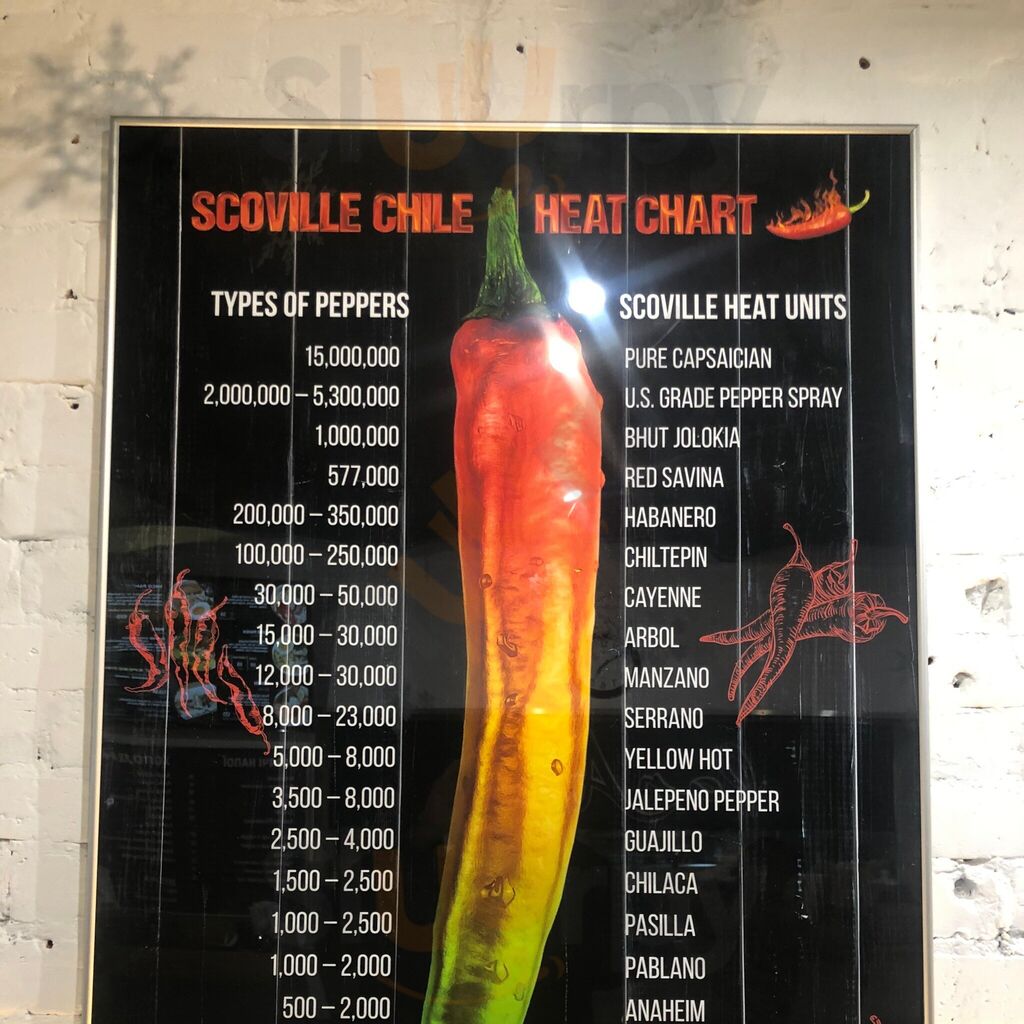 Sluurpy
SCOVILLE CHILE HEAT CHART
TYPES OF PEPPERS SCOVILLE HEAT UNITS
15,000,000 PURE CAPSAICIAN
2,000,000 – 5,300,000 U.S. GRADE PEPPER SPRAY
1,000,000 BHUT JOLOKIA
577,000 RED SAVINA
200,000 – 350,000 HABANERO
100,000 – 250,000 CHILTEPIN
30,000 – 50,000 CAYENNE
15,000 – 30,000 ARBOL
12,000 – 30,000 MANZANO
8,000 – 23,000 SERRANO
5,000 – 8,000 YELLOW HOT
3,500 – 8,000 JALEPENO PEPPER
2,500 – 4,000 GUAJILLO
1,500 – 2,500 CHILACA
1,000 – 2,500 PASILLA
1,000 – 2,000 PABLANO
500 – 2,000 ANAHEIM